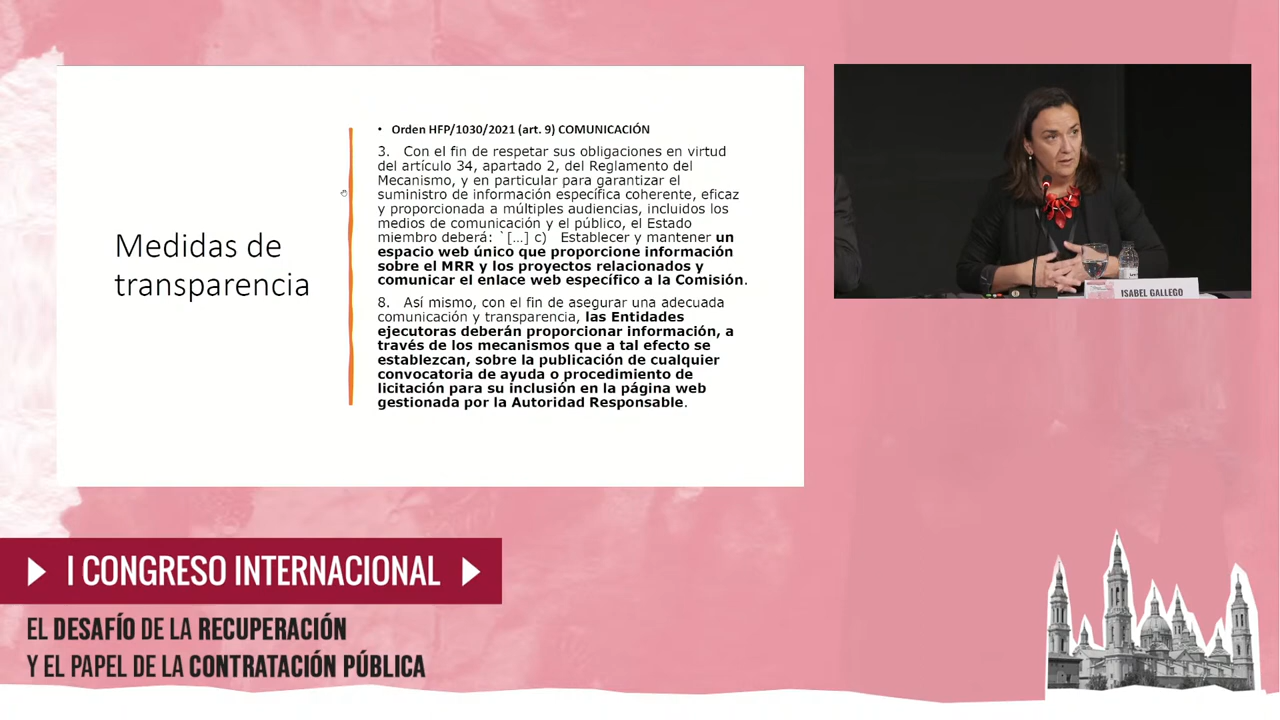 Medidas de
transparencia
• Orden HFP/1030/2021 (art. 9) COMUNICACIÓN
3. Con el fin de respetar sus obligaciones en virtud
del artículo 34, apartado 2, del Reglamento del
Mecanismo, y en particular para garantizar el
suministro de información específica coherente, eficaz
y proporcionada a múltiples audiencias, incluidos los
medios de comunicación y el público, el Estado
miembro deberá: `[…] c) Establecer y mantener un
espacio web único que proporcione información
sobre el MRR y los proyectos relacionados y
comunicar el enlace web específico a la Comisión.
8. Así mismo, con el fin de asegurar una adecuada
comunicación y transparencia, las Entidades
ejecutoras deberán proporcionar información, a
través de los mecanismos que a tal efecto se
establezcan, sobre la publicación de cualquier
convocatoria de ayuda o procedimiento de
licitación para su inclusión en la página web
gestionada por la Autoridad Responsable.
ISABEL GALLEGO
I CONGRESO INTERNACIONAL
EL DESAFÍO DE LA RECUPERACIÓN
Y EL PAPEL DE LA CONTRATACIÓN PÚBLICA